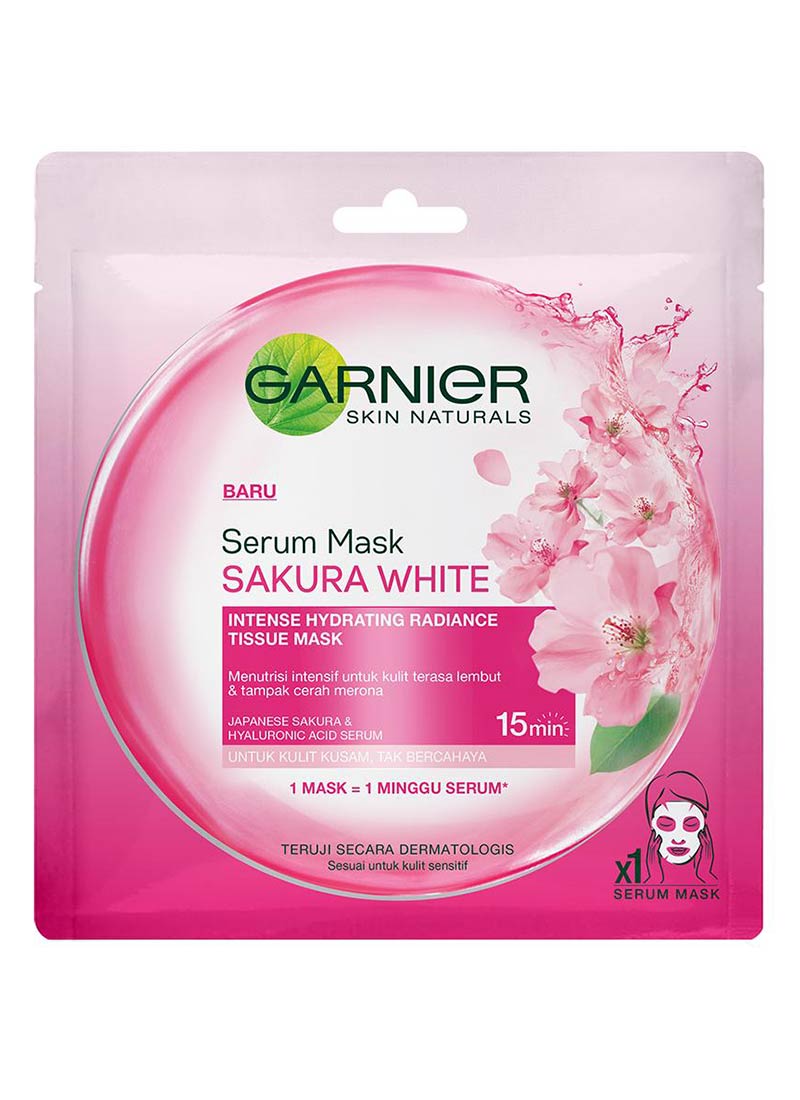 GARNIER
SKIN NATURALS
BARU
Serum Mask
SAKURA WHITE
INTENSE HYDRATING RADIANCE
TISSUE MASK
Menutrisi intensif untuk kulit terasa lembut
& tampak cerah merona
JAPANESE SAKURA &
HYALURONIC ACID SERUM
15min
UNTUK KULIT KUSAM, TAK BERCAHAYA
1 MASK = 1 MINGGU SERUM*
TERUJI SECARA DERMATOLOGIS
Sesuai untuk kulit sensitif
x1
SERUM MASK